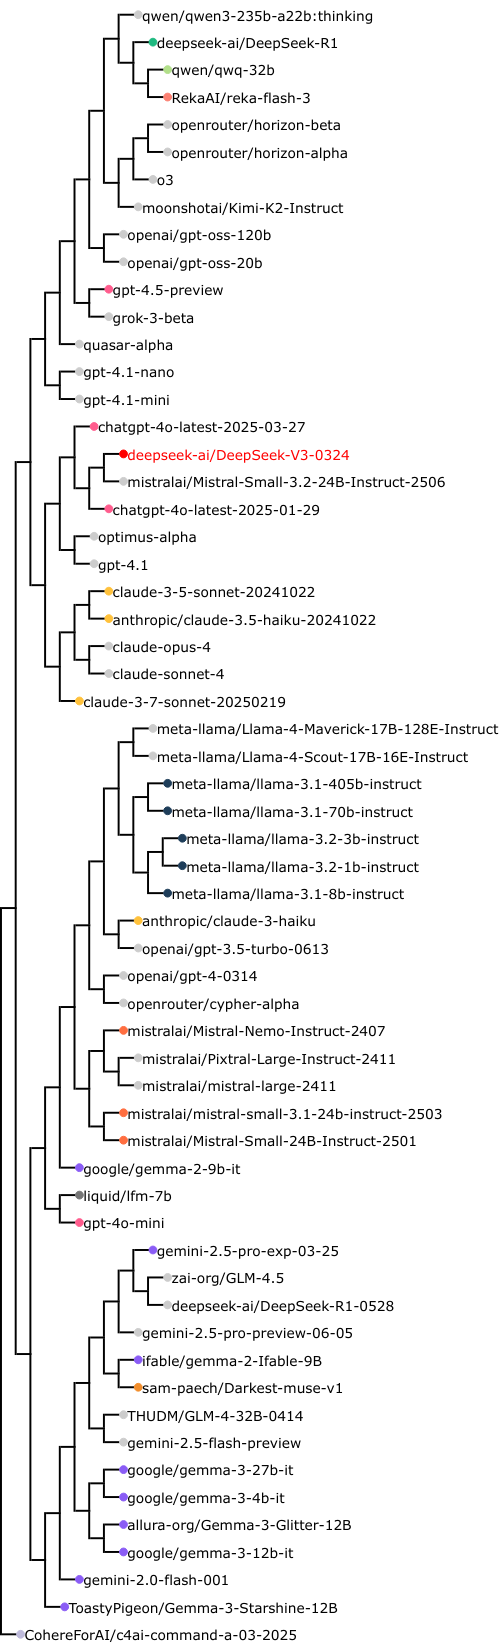 qwen/qwen3-235b-a22b:thinking
deepseek-ai/DeepSeek-R1
qwen/qwq-32b
RekaAI/reka-flash-3
openrouter/horizon-beta
openrouter/horizon-alpha
o3
moonshotai/Kimi-K2-Instruct
openai/gpt-oss-120b
openai/gpt-oss-20b
gpt-4.5-preview
grok-3-beta
quasar-alpha
gpt-4.1-nano
gpt-4.1-mini
chatgpt-4o-latest-2025-03-27
deepseek-ai/DeepSeek-V3-0324
mistralai/Mistral-Small-3.2-24B-Instruct-2506
chatgpt-4o-latest-2025-01-29
optimus-alpha
gpt-4.1
claude-3-5-sonnet-20241022
anthropic/claude-3.5-haiku-20241022
claude-opus-4
claude-sonnet-4
claude-3-7-sonnet-20250219
meta-llama/Llama-4-Maverick-17B-128E-Instruct
meta-llama/Llama-4-Scout-17B-16E-Instruct
meta-llama/llama-3.1-405b-instruct
meta-llama/llama-3.1-70b-instruct
meta-llama/llama-3.2-3b-instruct
meta-llama/llama-3.2-1b-instruct
meta-llama/llama-3.1-8b-instruct
anthropic/claude-3-haiku
openai/gpt-3.5-turbo-0613
openai/gpt-4-0314
openrouter/cypher-alpha
mistralai/Mistral-Nemo-Instruct-2407
mistralai/Pixtral-Large-Instruct-2411
mistralai/mistral-large-2411
mistralai/mistral-small-3.1-24b-instruct-2503
mistralai/Mistral-Small-24B-Instruct-2501
google/gemma-2-9b-it
liquid/lfm-7b
gpt-4o-mini
gemini-2.5-pro-exp-03-25
zai-org/GLM-4.5
deepseek-ai/DeepSeek-R1-0528
gemini-2.5-pro-preview-06-05
ifable/gemma-2-Ifable-9B
sam-paech/Darkest-muse-v1
THUDM/GLM-4-32B-0414
gemini-2.5-flash-preview
google/gemma-3-27b-it
google/gemma-3-4b-it
allura-org/Gemma-3-Glitter-12B
google/gemma-3-12b-it
gemini-2.0-flash-001
ToastyPigeon/Gemma-3-Starshine-12B
CohereForAI/c4ai-command-a-03-2025